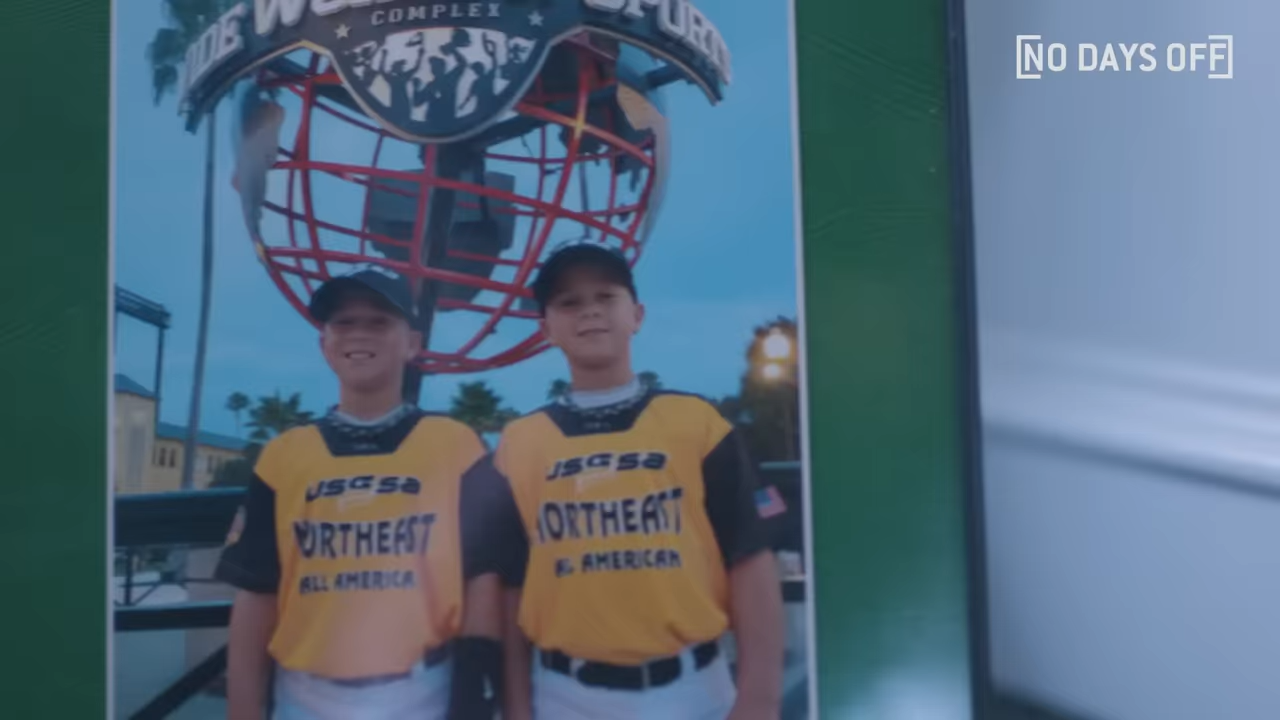 COMPLEX
NO DAYS OFF
USSSA
USSSA
NORTHEAST
NORTHEAST
ALL AMERICAN
ALL AMERICAN